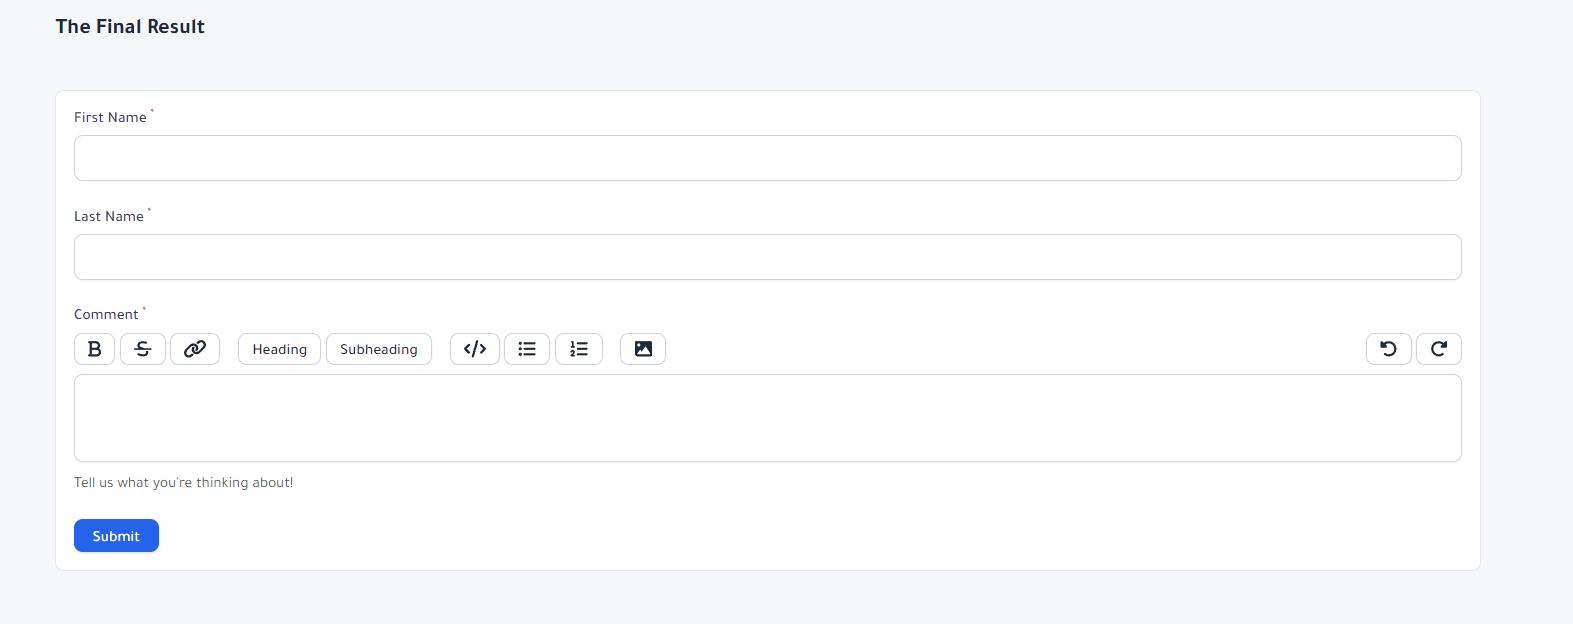 The Final Result
First Name *
Last Name *
Comment *
B S Heading Subheading </>
Tell us what you're thinking about!
Submit